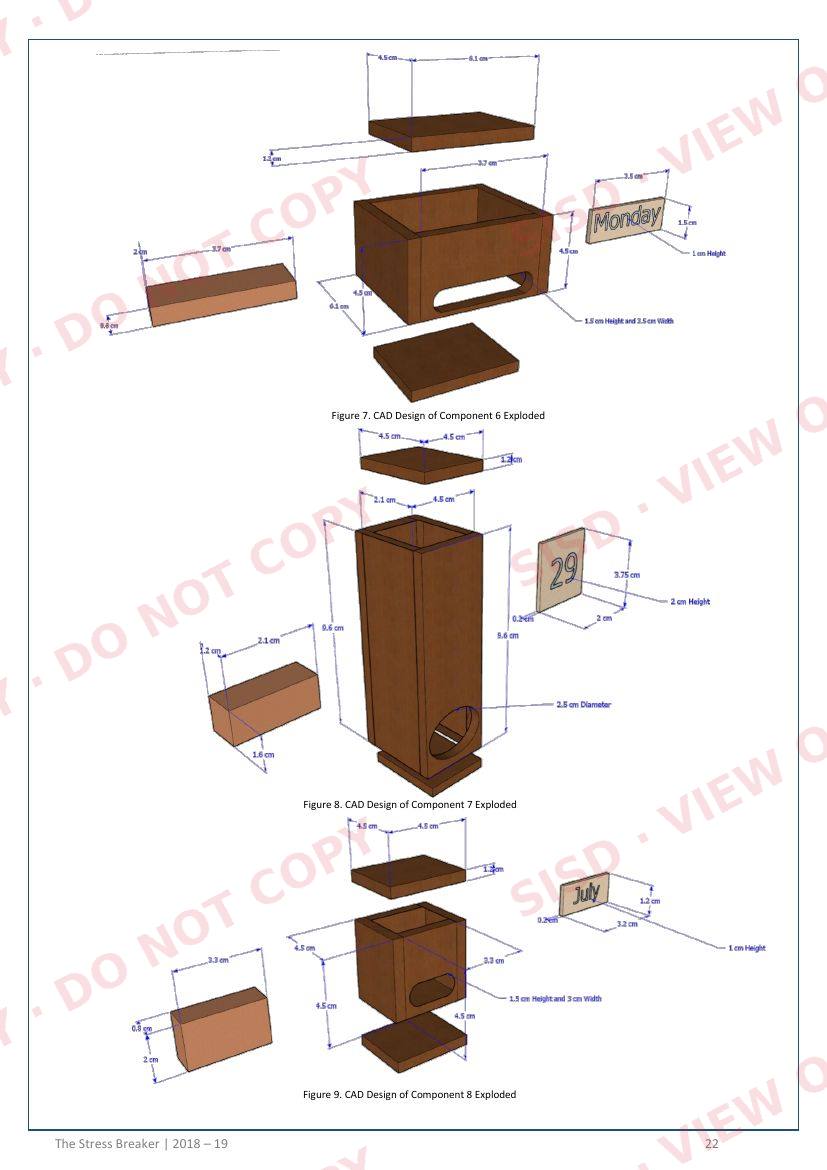 4.5 cm
6.1 cm
1.2 cm
3.7 cm
3.5 cm
Monday
1.5 cm
1 cm Height
2 cm
3.7 cm
4.5 cm
4.5 cm
6.1 cm
1.5 cm Height and 3.5 cm Width
Figure 7. CAD Design of Component 6 Exploded
4.5 cm
4.5 cm
1.2 cm
2.1 cm
4.5 cm
29
3.75 cm
2 cm Height
0.2 cm
2 cm
9.6 cm
9.6 cm
2.1 cm
1.2 cm
1.6 cm
2.5 cm Diameter
Figure 8. CAD Design of Component 7 Exploded
4.5 cm
4.5 cm
1.2 cm
July
1.2 cm
0.2 cm
3.2 cm
1 cm Height
4.5 cm
3.3 cm
3.3 cm
4.5 cm
1.5 cm Height and 3 cm Width
4.5 cm
0.8 cm
2 cm
Figure 9. CAD Design of Component 8 Exploded
The Stress Breaker | 2018 – 19
22
DO NOT COPY
SISD · VIEW O
DO NOT COPY
SISD · VIEW O
DO NOT COPY
SISD · VIEW O